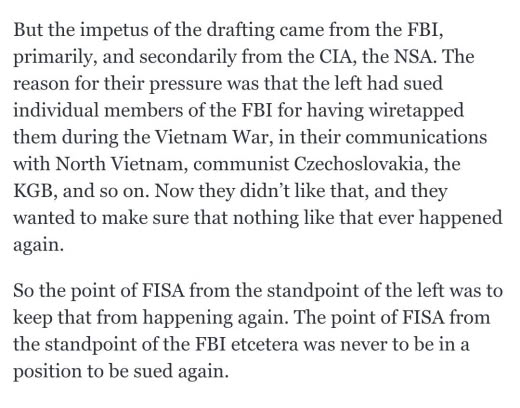 But the impetus of the drafting came from the FBI,
primarily, and secondarily from the CIA, the NSA. The
reason for their pressure was that the left had sued
individual members of the FBI for having wiretapped
them during the Vietnam War, in their communications
with North Vietnam, communist Czechoslovakia, the
KGB, and so on. Now they didn’t like that, and they
wanted to make sure that nothing like that ever happened
again.
So the point of FISA from the standpoint of the left was to
keep that from happening again. The point of FISA from
the standpoint of the FBI etcetera was never to be in a
position to be sued again.